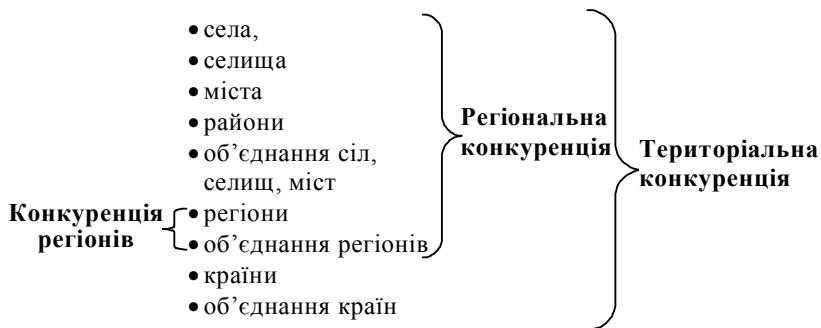 • села,
• селища
• міста
• райони
• об’єднання сіл,
селищ, міст
• регіони
• об’єднання регіонів
• країни
• об’єднання країн
Конкуренція
регіонів
Регіональна
конкуренція
Територіальна
конкуренція